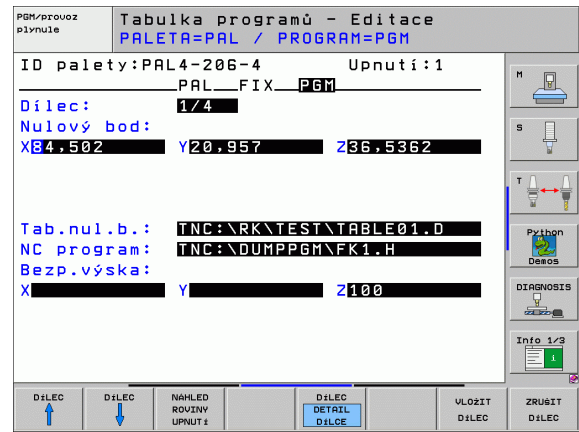 PGM/provoz
plynule
Tabulka programů - Editace
PALETA=PAL / PROGRAM=PGM
ID palety:PAL4-206-4 Upnutí:1
PAL FIX PGM
Dílec: 1/4
Nulový bod:
X84,502 Y20,957 Z36,5362
Tab.nul.b.: TNC:\RK\TEST\TABLE01.D
NC program: TNC:\DUMPPGM\FK1.H
Bezp.výska:
X Y Z100
M
S
T
Python
Demos
DIAGNOSIS
Info 1/3
DíLEC
DíLEC
NáHLED
ROVINY
UPNUTí
DíLEC
DETAIL
DíLCE
VLOžIT
DíLEC
ZRUšIT
DíLEC